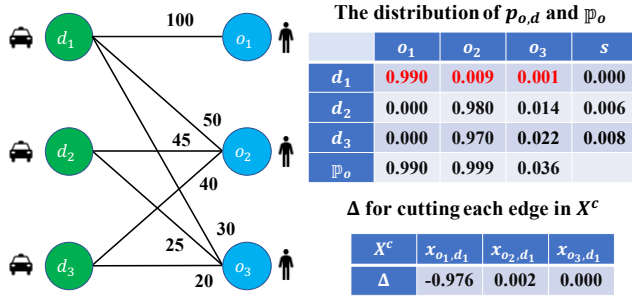 d₁
d₂
d₃
o₁
o₂
o₃
100
50
45
40
30
25
20
The distribution of p_{o,d} and ℙ_o
o₁ o₂ o₃ s
d₁ 0.990 0.009 0.001 0.000
d₂ 0.000 0.980 0.014 0.006
d₃ 0.000 0.970 0.022 0.008
ℙ_o 0.990 0.999 0.036
Δ for cutting each edge in X^c
X^c x_{o₁,d₁} x_{o₂,d₁} x_{o₃,d₁}
Δ -0.976 0.002 0.000